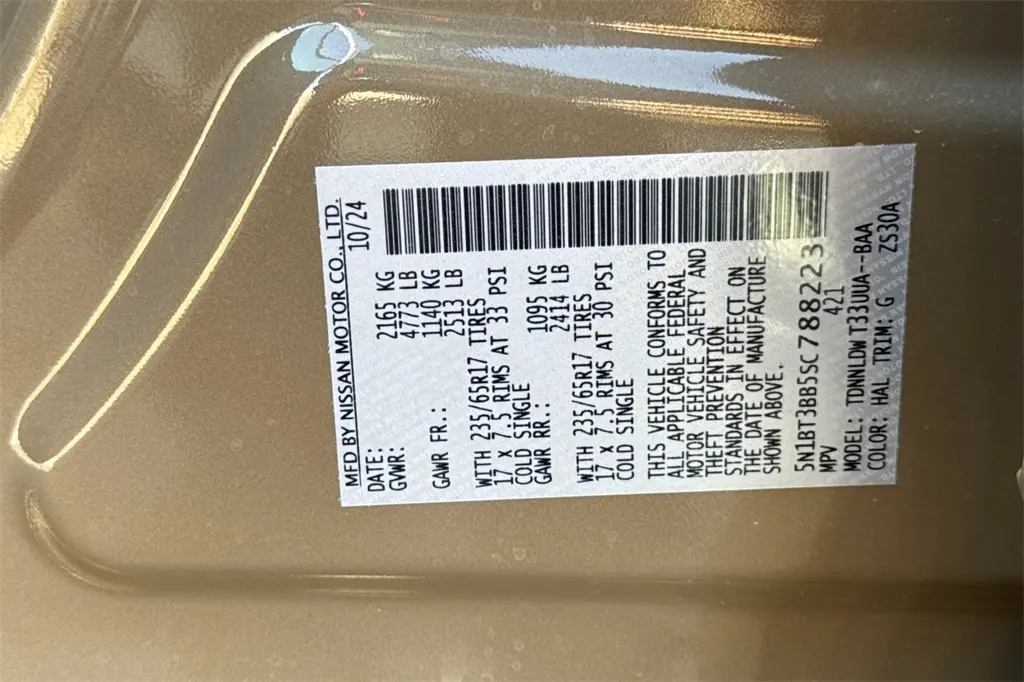 MFD BY NISSAN MOTOR CO., LTD.
DATE: 10/24
GVWR: 2165 KG
4773 LB
GAWR FR.: 1140 KG
2513 LB
WITH 235/65R17 TIRES
17 X 7.5 RIMS AT 33 PSI
COLD SINGLE
GAWR RR.: 1095 KG
2414 LB
WITH 235/65R17 TIRES
17 X 7.5 RIMS AT 30 PSI
COLD SINGLE
THIS VEHICLE CONFORMS TO
ALL APPLICABLE FEDERAL
MOTOR VEHICLE SAFETY AND
THEFT PREVENTION
STANDARDS IN EFFECT ON
THE DATE OF MANUFACTURE
SHOWN ABOVE.
5N1BT3BB5SC788223
MPV 421
MODEL: TDNNLDW T33UUA--BAA
COLOR: HAL TRIM: G ZS30A